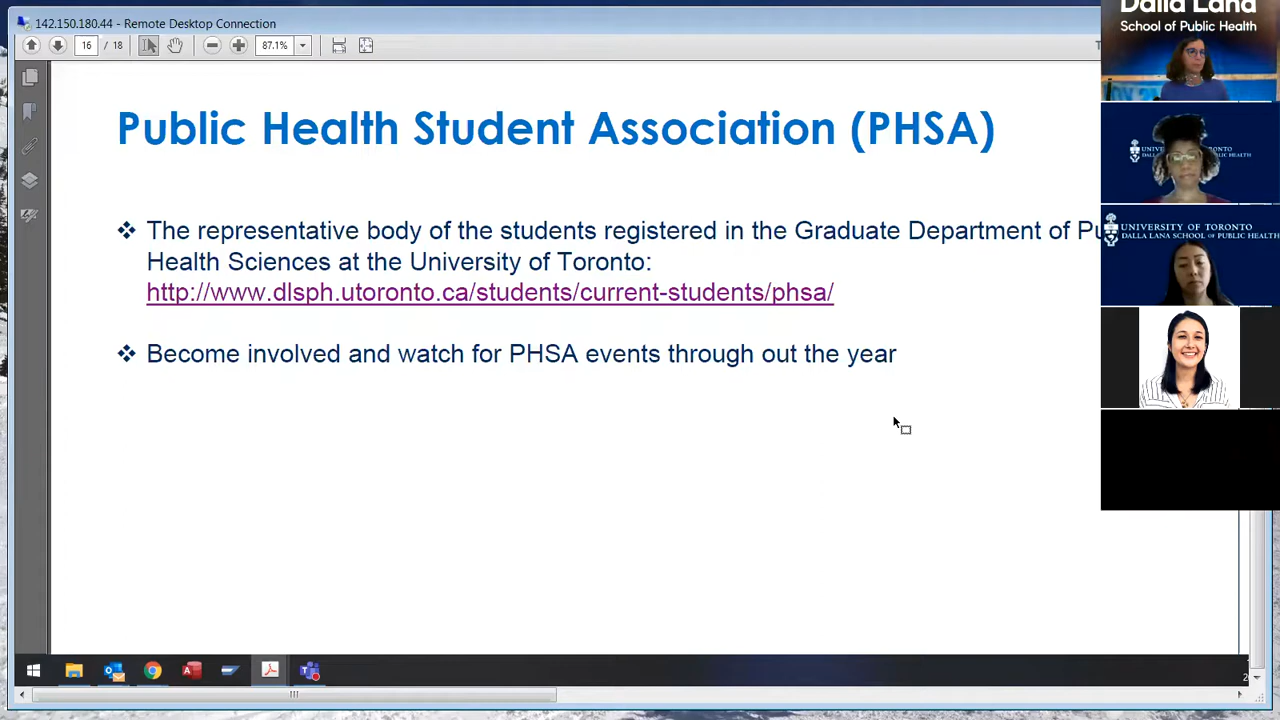 142.150.180.44 - Remote Desktop Connection
16 / 18
87.1%
Public Health Student Association (PHSA)
❖ The representative body of the students registered in the Graduate Department of Pu
Health Sciences at the University of Toronto:
http://www.dlsph.utoronto.ca/students/current-students/phsa/
❖ Become involved and watch for PHSA events through out the year
Dalla Lana
School of Public Health
UNIVERSITY OF TORONTO
DALLA LANA SCHOOL OF PUBLIC HEALTH